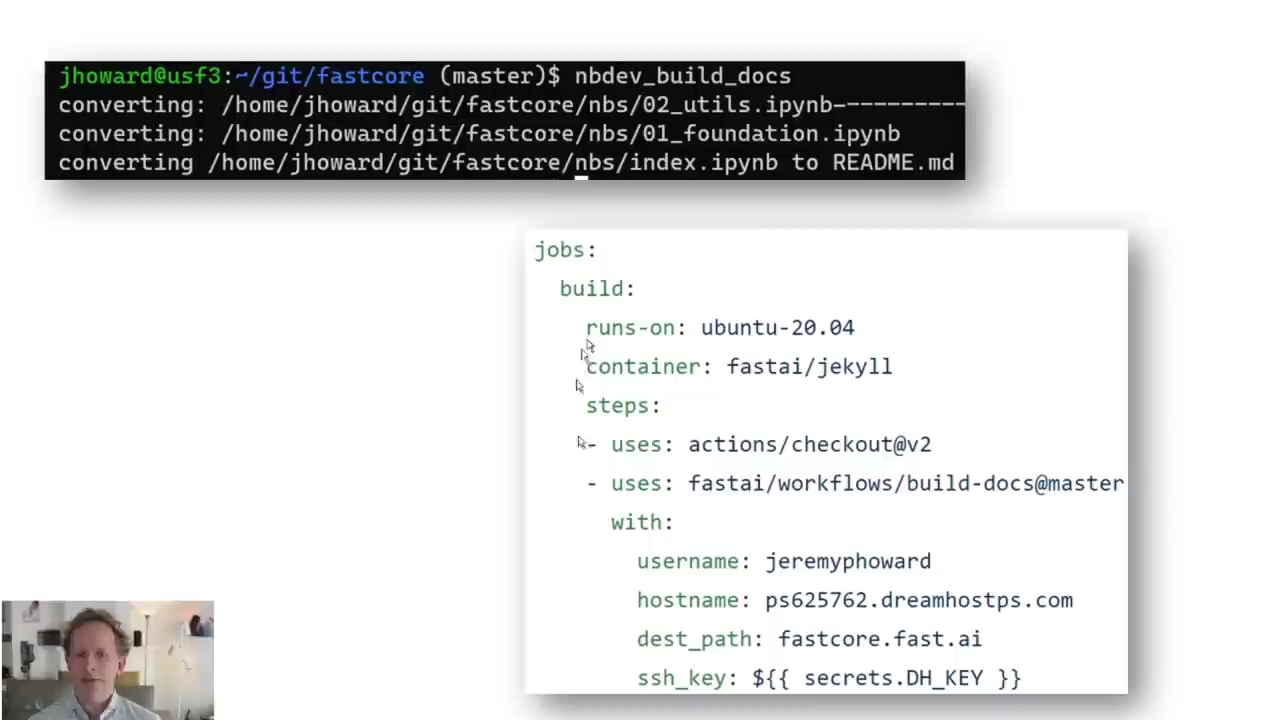 jhoward@usf3:~/git/fastcore (master)$ nbdev_build_docs
converting: /home/jhoward/git/fastcore/nbs/02_utils.ipynb----------
converting: /home/jhoward/git/fastcore/nbs/01_foundation.ipynb
converting /home/jhoward/git/fastcore/nbs/index.ipynb to README.md
jobs:
build:
runs-on: ubuntu-20.04
container: fastai/jekyll
steps:
- uses: actions/checkout@v2
- uses: fastai/workflows/build-docs@master
with:
username: jeremyphoward
hostname: ps625762.dreamhostps.com
dest_path: fastcore.fast.ai
ssh_key: ${{ secrets.DH_KEY }}